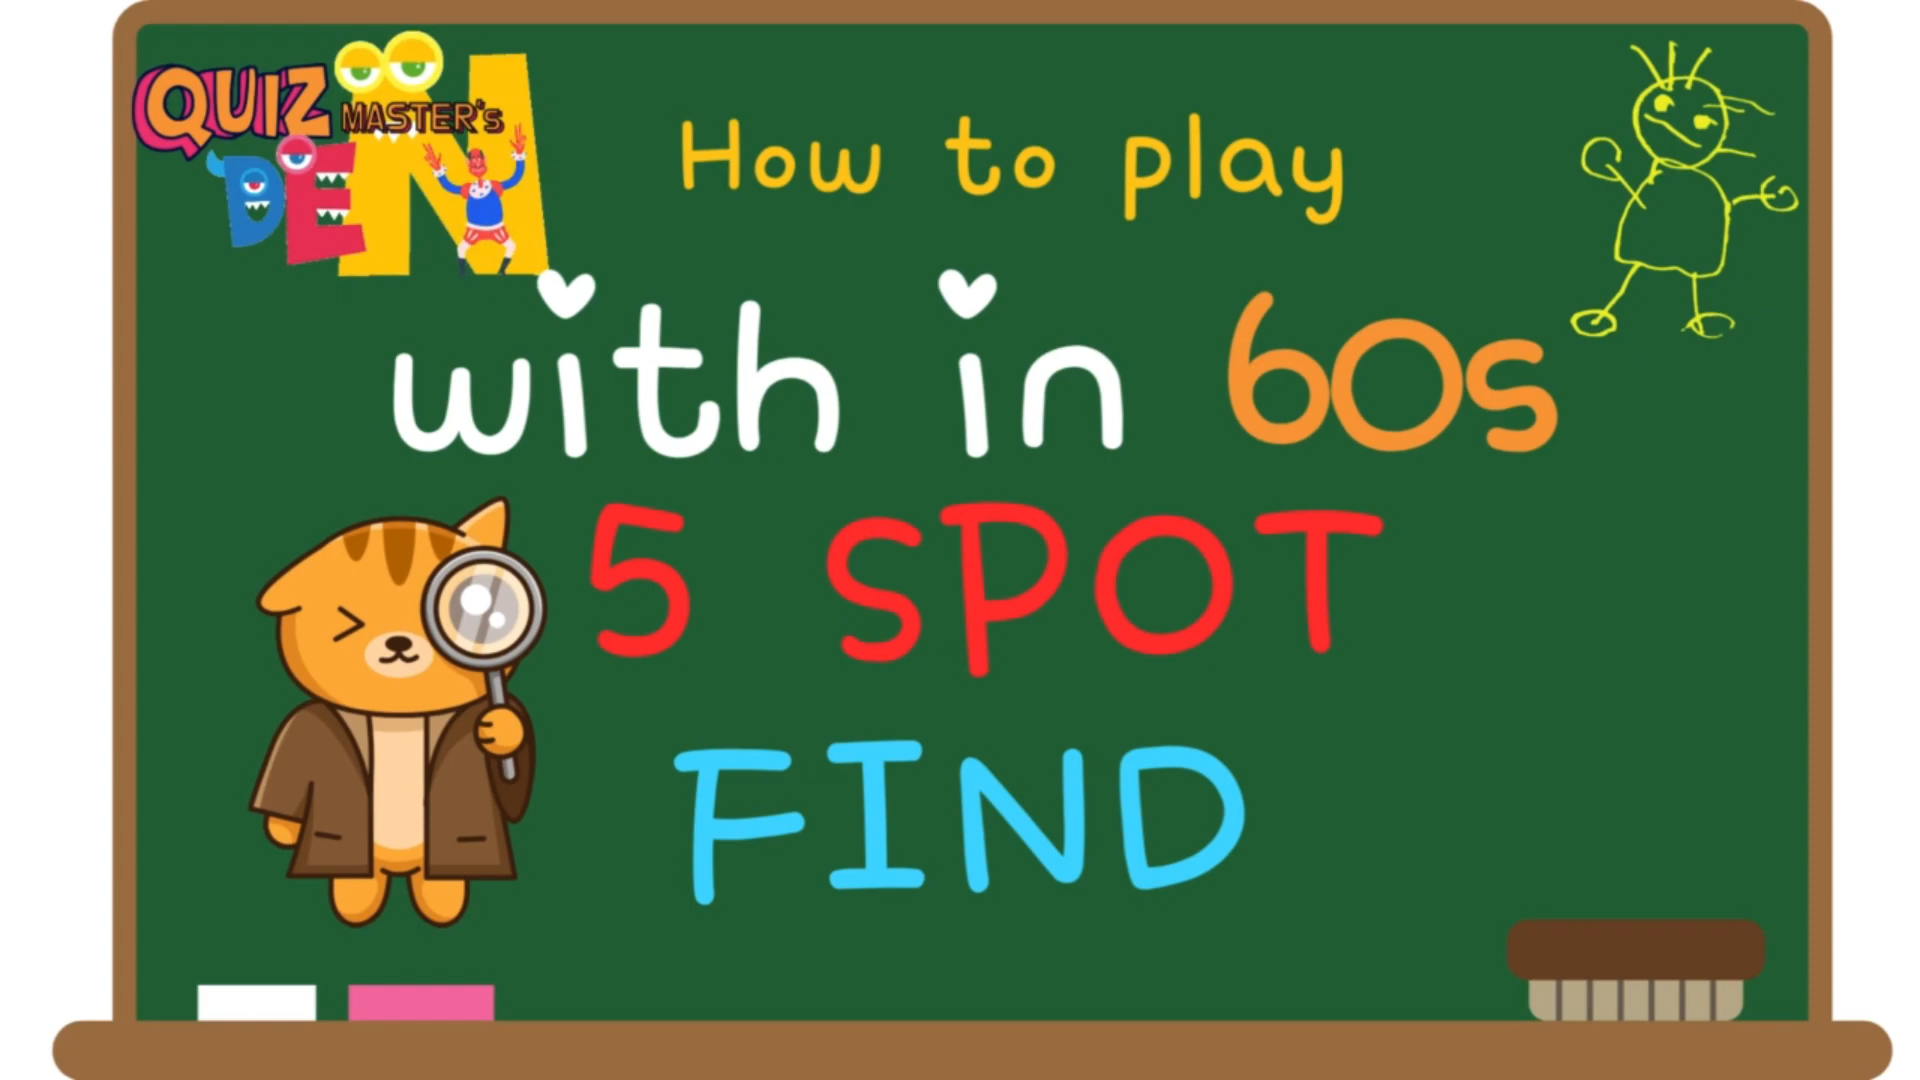 QUIZ MASTER's
DEN
How to play
with in 60s
5 SPOT
FIND